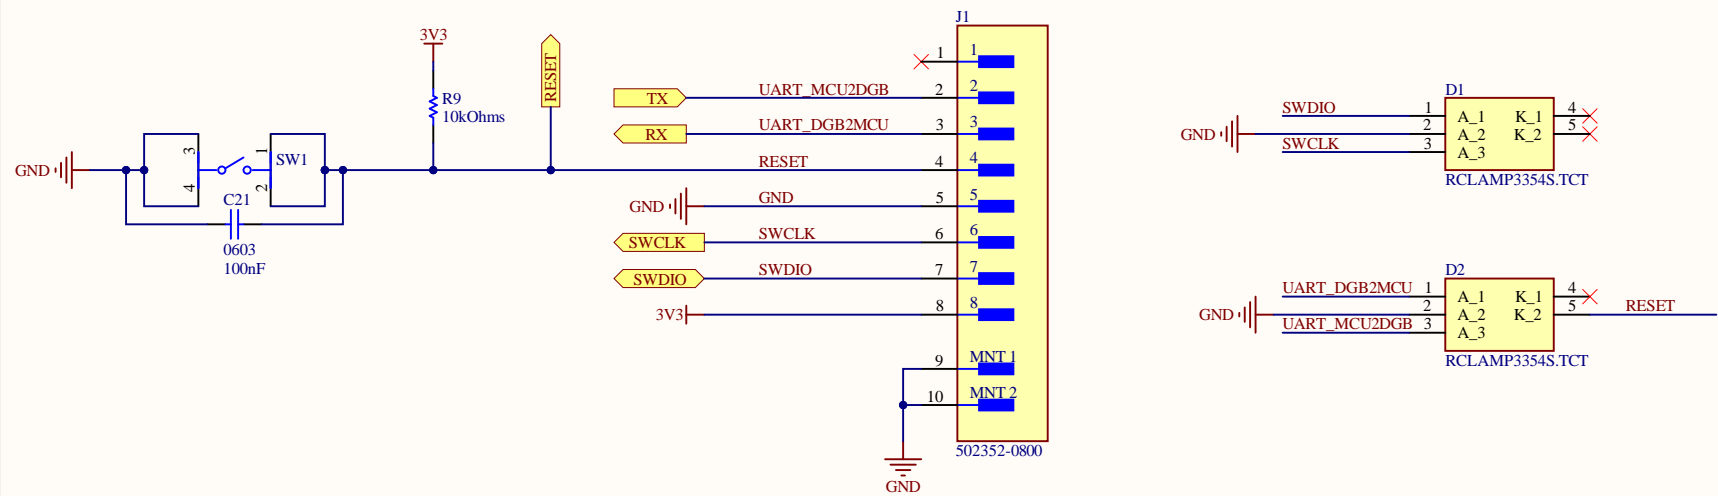 J1
3V3
RESET
R9
10kOhms
GND
3
4
1
2
SW1
C21
0603
100nF
1 1
TX UART_MCU2DGB 2 2
RX UART_DGB2MCU 3 3
RESET 4 4
GND GND 5 5
SWCLK SWCLK 6 6
SWDIO SWDIO 7 7
3V3 8 8
9 MNT 1
10 MNT 2
502352-0800
GND
D1
SWDIO 1 A_1 K_1 4
GND 2 A_2 K_2 5
SWCLK 3 A_3
RCLAMP3354S.TCT
D2
UART_DGB2MCU 1 A_1 K_1 4
GND 2 A_2 K_2 5 RESET
UART_MCU2DGB 3 A_3
RCLAMP3354S.TCT